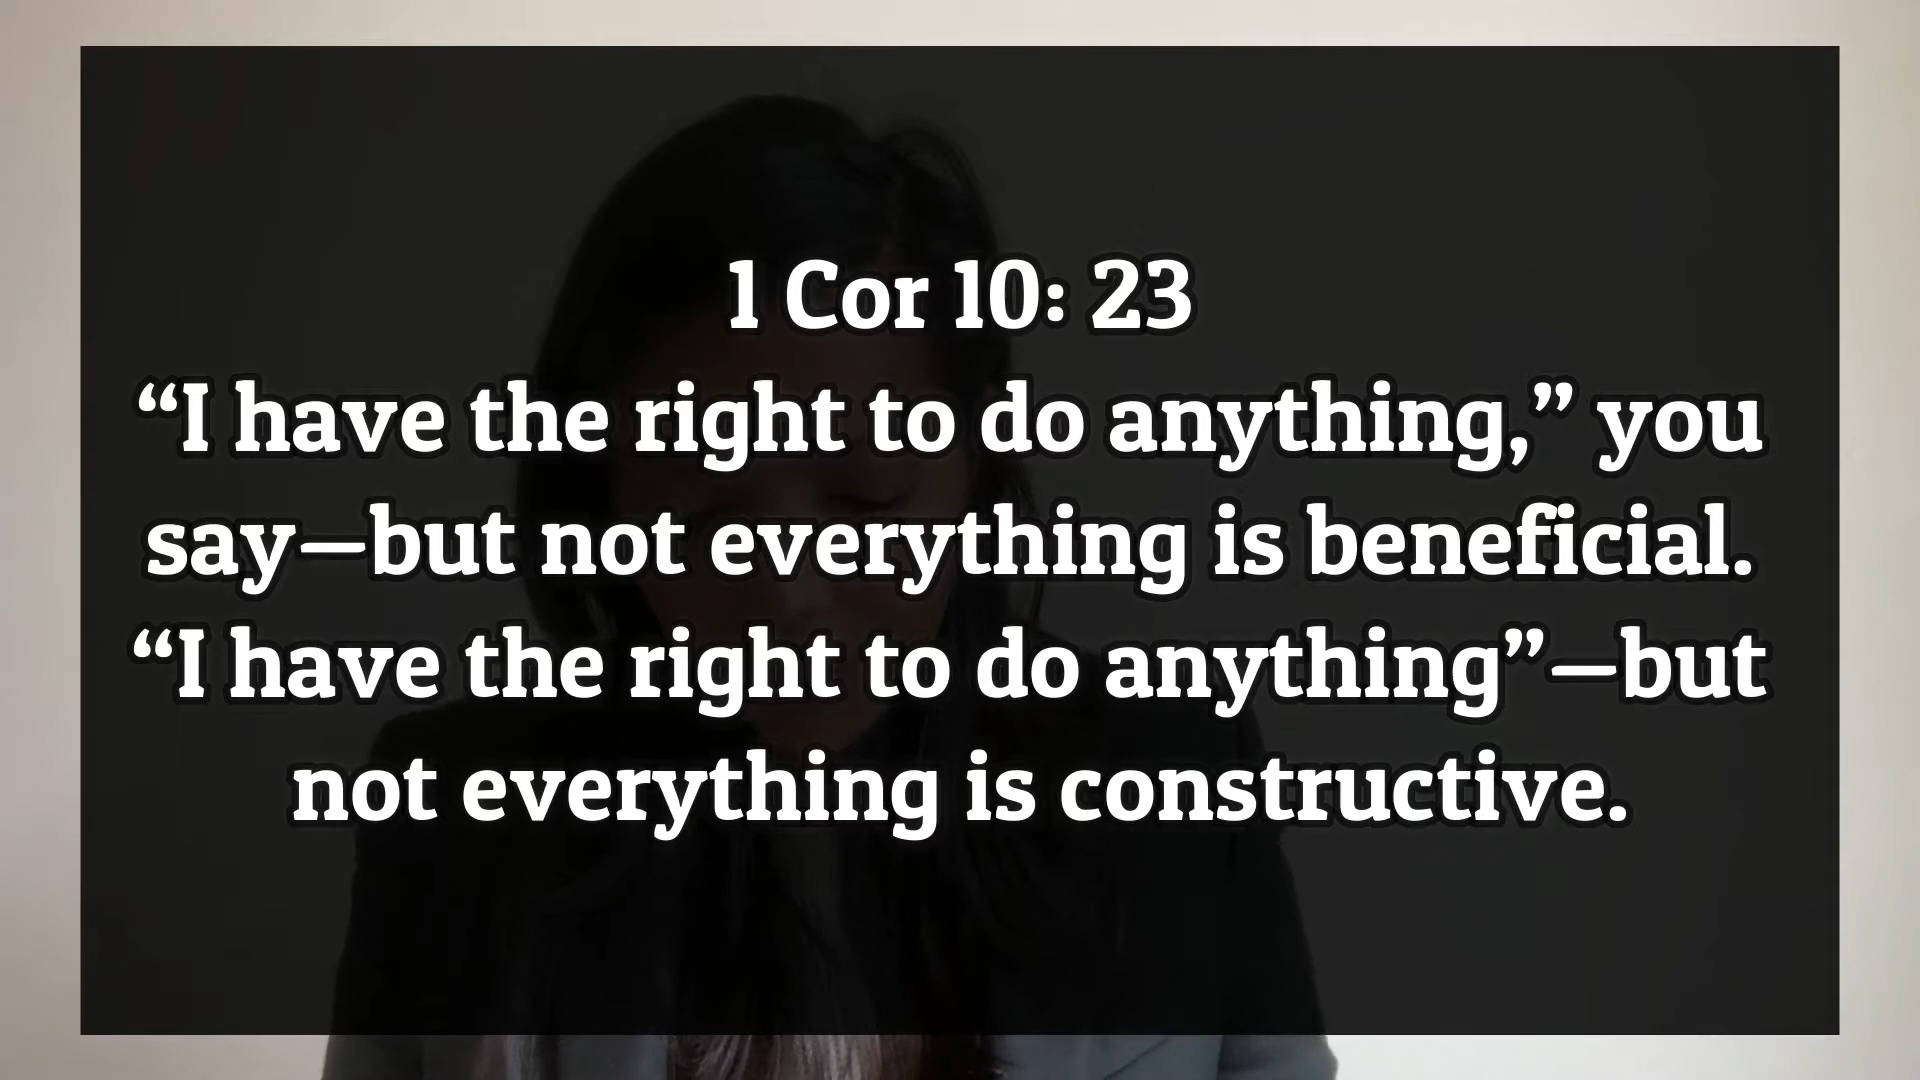 1 Cor 10: 23
“I have the right to do anything,” you
say—but not everything is beneficial.
“I have the right to do anything”—but
not everything is constructive.